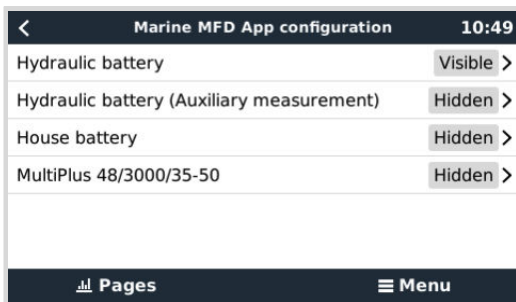 Marine MFD App configuration 10:49
Hydraulic battery Visible
Hydraulic battery (Auxiliary measurement) Hidden
House battery Hidden
MultiPlus 48/3000/35-50 Hidden
Pages Menu